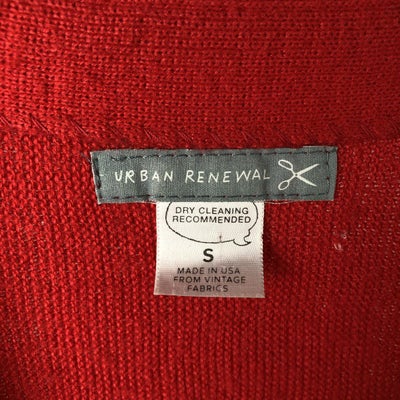 URBAN RENEWAL
DRY CLEANING
RECOMMENDED
S
MADE IN USA
FROM VINTAGE
FABRICS